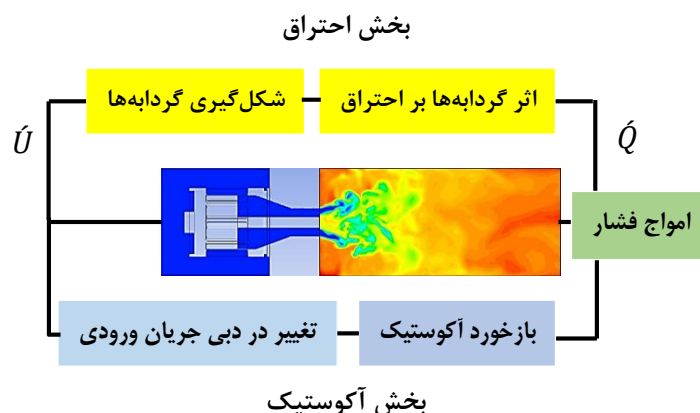 بخش احتراق
اثر گردابه‌ها بر احتراق
شکل‌گیری گردابه‌ها
Q́
Ú
امواج فشار
بازخورد آکوستیک
تغییر در دبی جریان ورودی
بخش آکوستیک